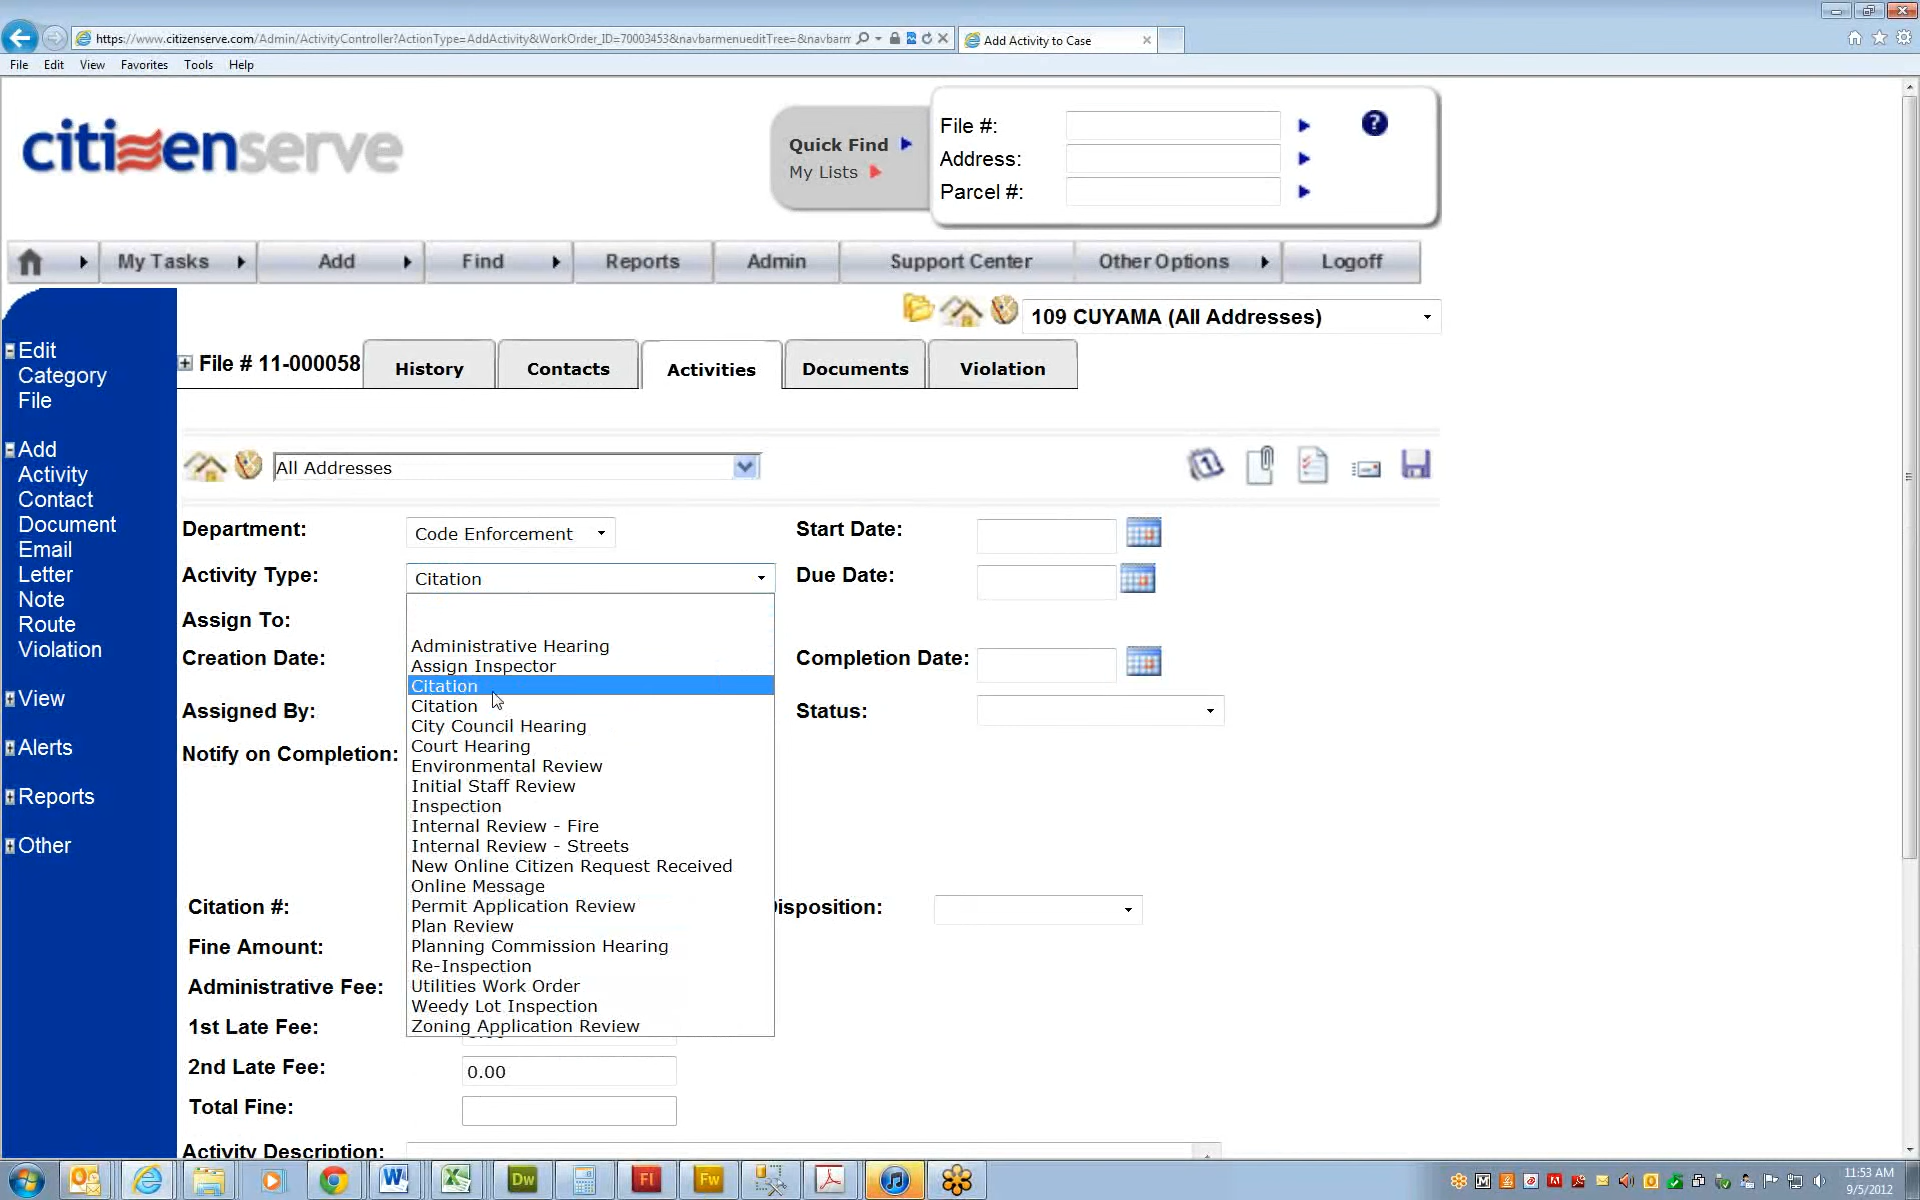 https://www.citizenserve.com/Admin/ActivityController?ActionType=AddActivity&WorkOrder_ID=70003453&navbarmenueditTree=&navbarm
Add Activity to Case
File Edit View Favorites Tools Help
citizenserve
Quick Find
My Lists
File #:
Address:
Parcel #:
?
My Tasks Add Find Reports Admin Support Center Other Options Logoff
109 CUYAMA (All Addresses)
File # 11-000058 History Contacts Activities Documents Violation
Edit
Category
File
Add
Activity
Contact
Document
Email
Letter
Note
Route
Violation
View
Alerts
Reports
Other
All Addresses
Department: Code Enforcement Start Date:
Activity Type: Citation Due Date:
Assign To:
Creation Date: Completion Date:
Assigned By: Status:
Notify on Completion:
Administrative Hearing
Assign Inspector
Citation
Citation
City Council Hearing
Court Hearing
Environmental Review
Initial Staff Review
Inspection
Internal Review - Fire
Internal Review - Streets
New Online Citizen Request Received
Online Message
Permit Application Review
Plan Review
Planning Commission Hearing
Re-Inspection
Utilities Work Order
Weedy Lot Inspection
Zoning Application Review
Citation #: isposition:
Fine Amount:
Administrative Fee:
1st Late Fee:
2nd Late Fee: 0.00
Total Fine:
Activity Description:
Dw Fl Fw
11:53 AM
9/5/2012